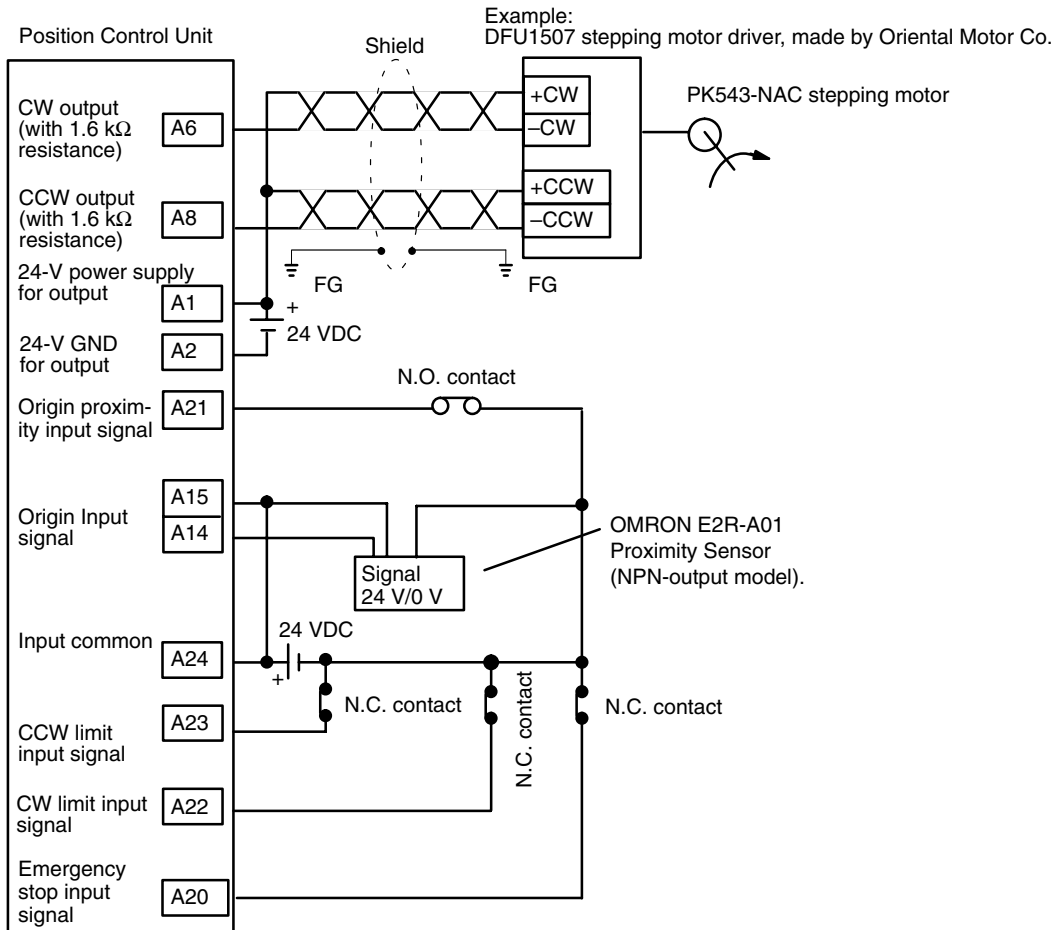 Example:
DFU1507 stepping motor driver, made by Oriental Motor Co.
Position Control Unit
Shield
CW output
(with 1.6 kΩ
resistance)
A6
+CW
–CW
PK543-NAC stepping motor
CCW output
(with 1.6 kΩ
resistance)
A8
+CCW
–CCW
FG
FG
24-V power supply
for output
A1
+
24 VDC
24-V GND
for output
A2
N.O. contact
Origin proxim-
ity input signal
A21
Origin Input
signal
A15
A14
Signal
24 V/0 V
OMRON E2R-A01
Proximity Sensor
(NPN-output model).
Input common
A24
24 VDC
+
N.C. contact
N.C. contact
N.C. contact
CCW limit
input signal
A23
CW limit input
signal
A22
Emergency
stop input
signal
A20